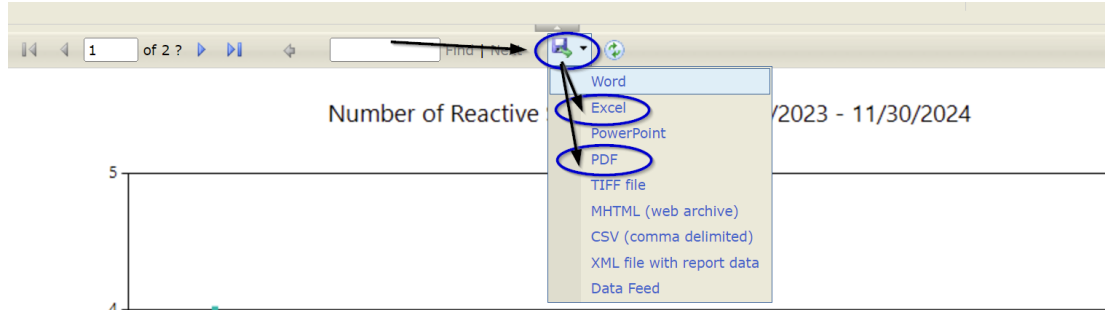 1 of 2 ? Find |
Word
Number of Reactive /2023 - 11/30/2024
Excel
PowerPoint
PDF
5
TIFF file
MHTML (web archive)
CSV (comma delimited)
XML file with report data
Data Feed
4